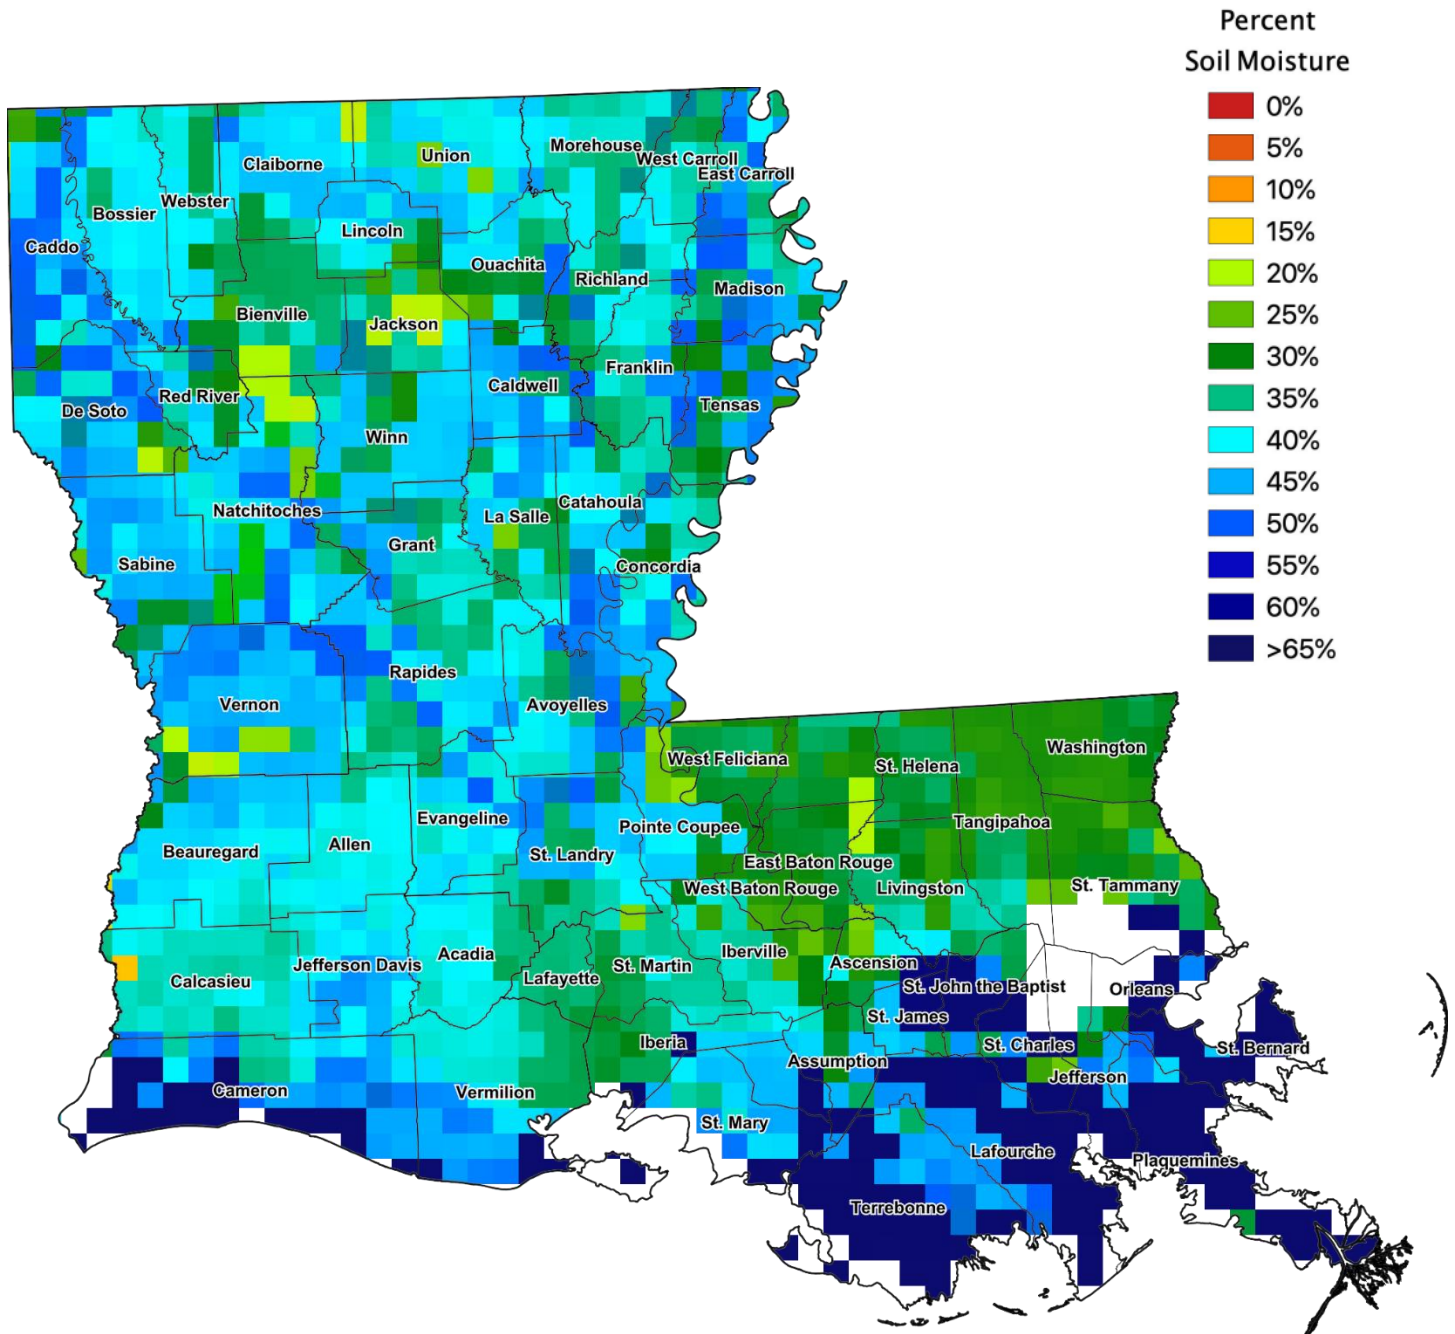 Percent
Soil Moisture
0%
5%
10%
15%
20%
25%
30%
35%
40%
45%
50%
55%
60%
>65%
Morehouse
West Carroll
Union
Claiborne
East Carroll
Webster
Bossier
Lincoln
Caddo
Ouachita
Richland
Madison
Bienville
Jackson
Franklin
Caldwell
Red River
Tensas
De Soto
Winn
Catahoula
Natchitoches
La Salle
Grant
Sabine
Concordia
Rapides
Vernon
Avoyelles
Washington
West Feliciana
St. Helena
Evangeline
Tangipahoa
Pointe Coupee
Allen
Beauregard
St. Landry
East Baton Rouge
St. Tammany
West Baton Rouge
Livingston
Iberville
Acadia
Ascension
Jefferson Davis
St. Martin
Lafayette
Calcasieu
St. John the Baptist
Orleans
St. James
Iberia
St. Charles
St. Bernard
Assumption
Jefferson
Cameron
Vermilion
St. Mary
Lafourche
Plaquemines
Terrebonne